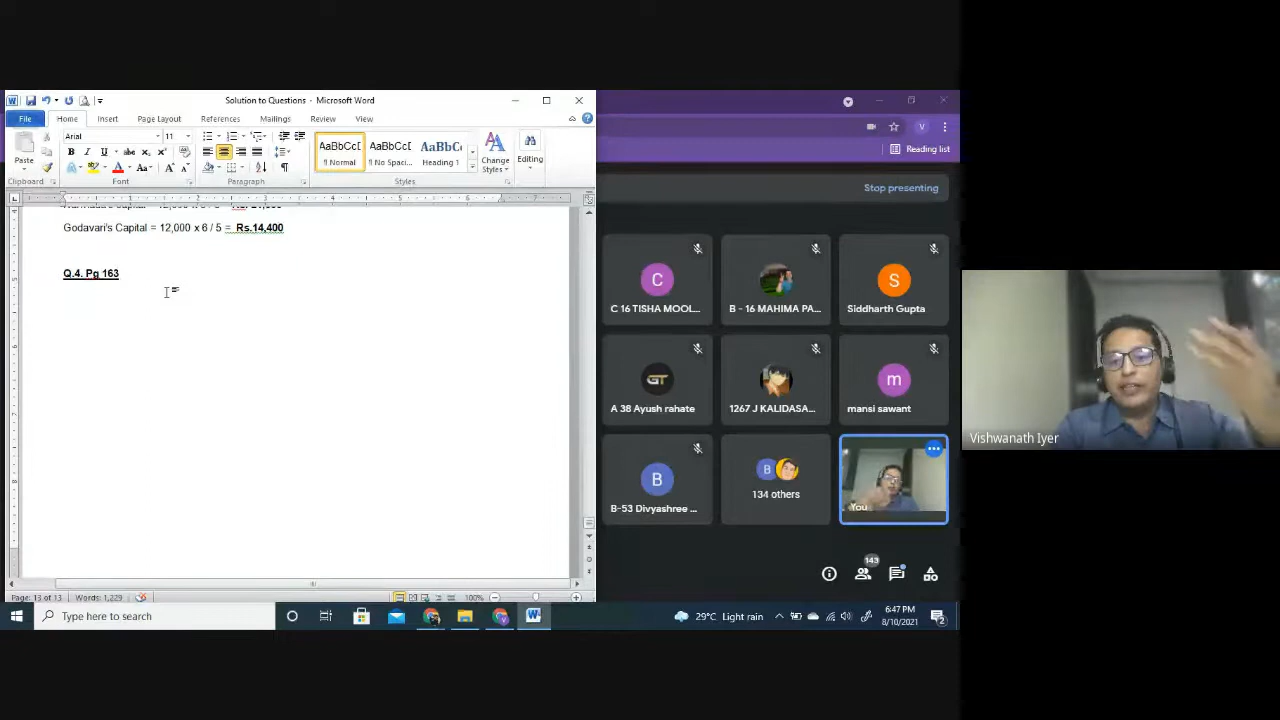 Solution to Questions - Microsoft Word
File Home Insert Page Layout References Mailings Review View
Arial 11
AaBbCcI AaBbCcI AaBbC
¶ Normal ¶ No Spaci... Heading 1
Paste Change Styles Editing
Clipboard Font Paragraph Styles
Godavari's Capital = 12,000 x 6 / 5 = Rs.14,400
Q.4. Pg 163
Page: 13 of 13 Words: 1,229 100%
V
Reading list
Stop presenting
C
C 16 TISHA MOOL...
B - 16 MAHIMA PA...
S
Siddharth Gupta
GT
A 38 Ayush rahate
1267 J KALIDASA...
m
mansi sawant
B
B-53 Divyashree ...
B
134 others
You
143
Vishwanath Iyer
Type here to search
29°C Light rain
6:47 PM
8/10/2021
2